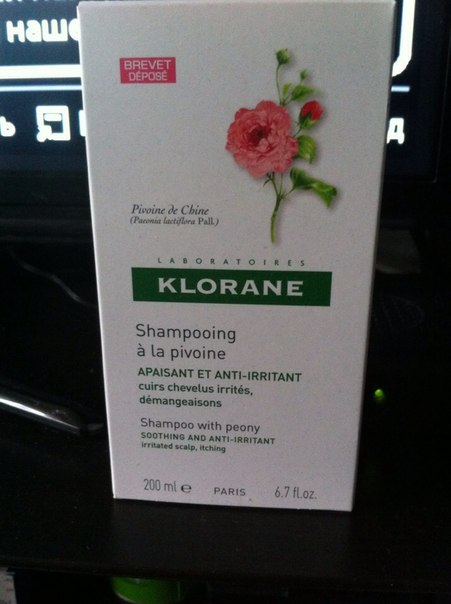 наше
BREVET
DÉPOSÉ
Pivoine de Chine
(Paeonia lactiflora Pall.)
LABORATOIRES
KLORANE
Shampooing
à la pivoine
APAISANT ET ANTI-IRRITANT
cuirs chevelus irrités,
démangeaisons
Shampoo with peony
SOOTHING AND ANTI-IRRITANT
irritated scalp, itching
200 ml e PARIS 6.7 fl.oz.